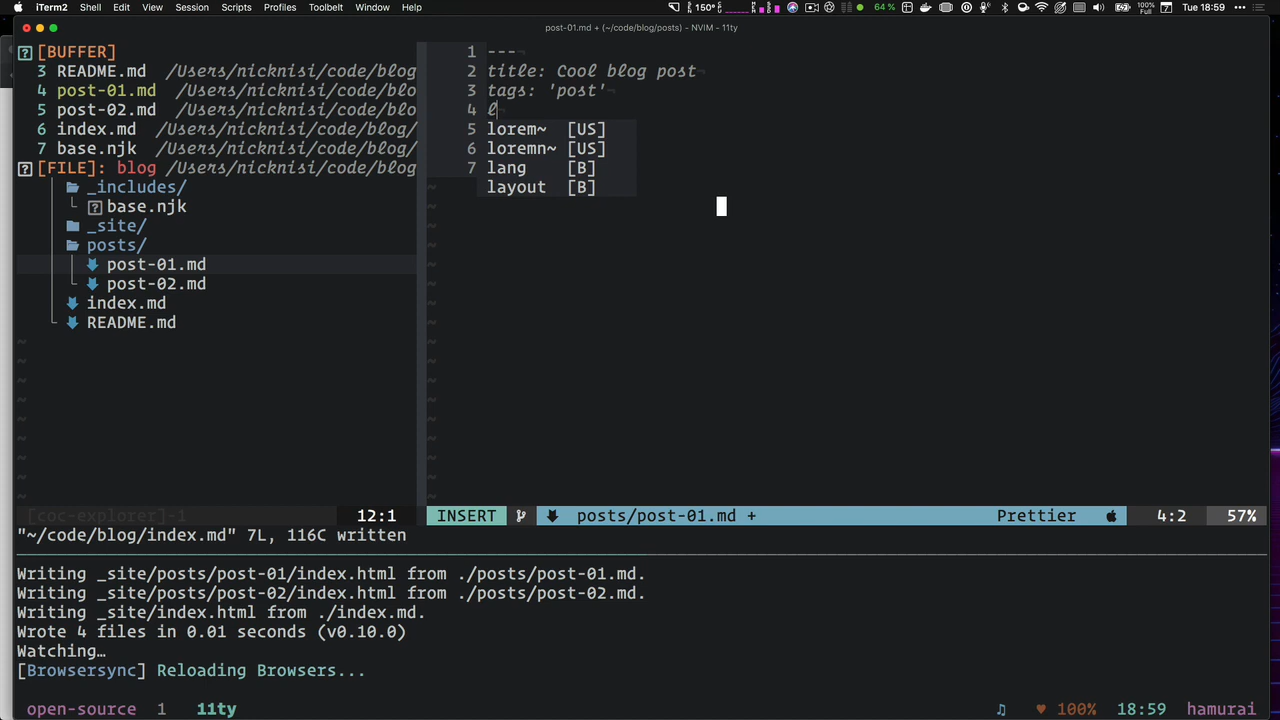 iTerm2 Shell Edit View Session Scripts Profiles Toolbelt Window Help 150° 64 % 100% Full 7 Tue 18:59
post-01.md + (~/code/blog/posts) - NVIM - 11ty
[BUFFER]
3 README.md /Users/nicknisi/code/blog
4 post-01.md /Users/nicknisi/code/blo
5 post-02.md /Users/nicknisi/code/blo
6 index.md /Users/nicknisi/code/blog/
7 base.njk /Users/nicknisi/code/blog/
[FILE]: blog /Users/nicknisi/code/blog
_includes/
base.njk
_site/
posts/
post-01.md
post-02.md
index.md
README.md
1 ---
2 title: Cool blog post
3 tags: 'post'
4 l
5 lorem~ [US]
6 loremn~ [US]
7 lang [B]
layout [B]
[coc-explorer]-1 12:1
INSERT posts/post-01.md + Prettier 4:2 57%
"~/code/blog/index.md" 7L, 116C written
Writing _site/posts/post-01/index.html from ./posts/post-01.md.
Writing _site/posts/post-02/index.html from ./posts/post-02.md.
Writing _site/index.html from ./index.md.
Wrote 4 files in 0.01 seconds (v0.10.0)
Watching…
[Browsersync] Reloading Browsers...
open-source 1 11ty ♫ ♥ 100% 18:59 hamurai